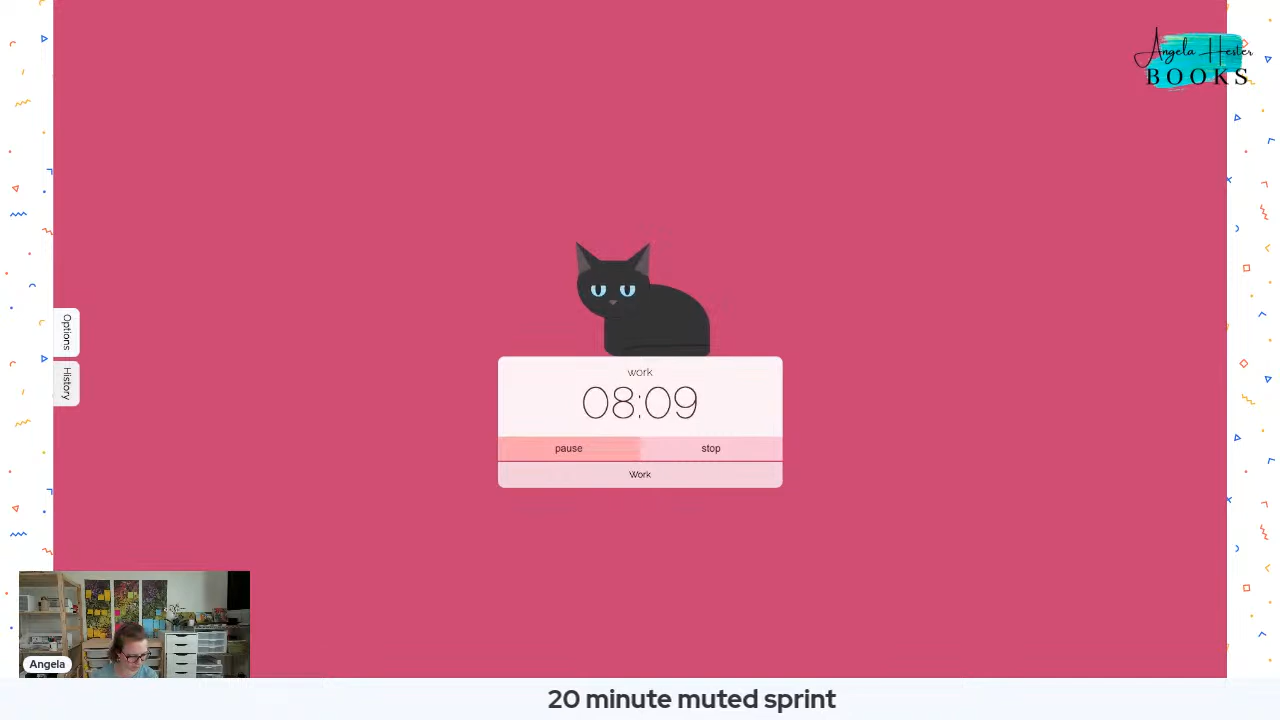 Angela Hester
BOOKS
Options
History
work
08:09
pause
stop
Work
Angela
20 minute muted sprint